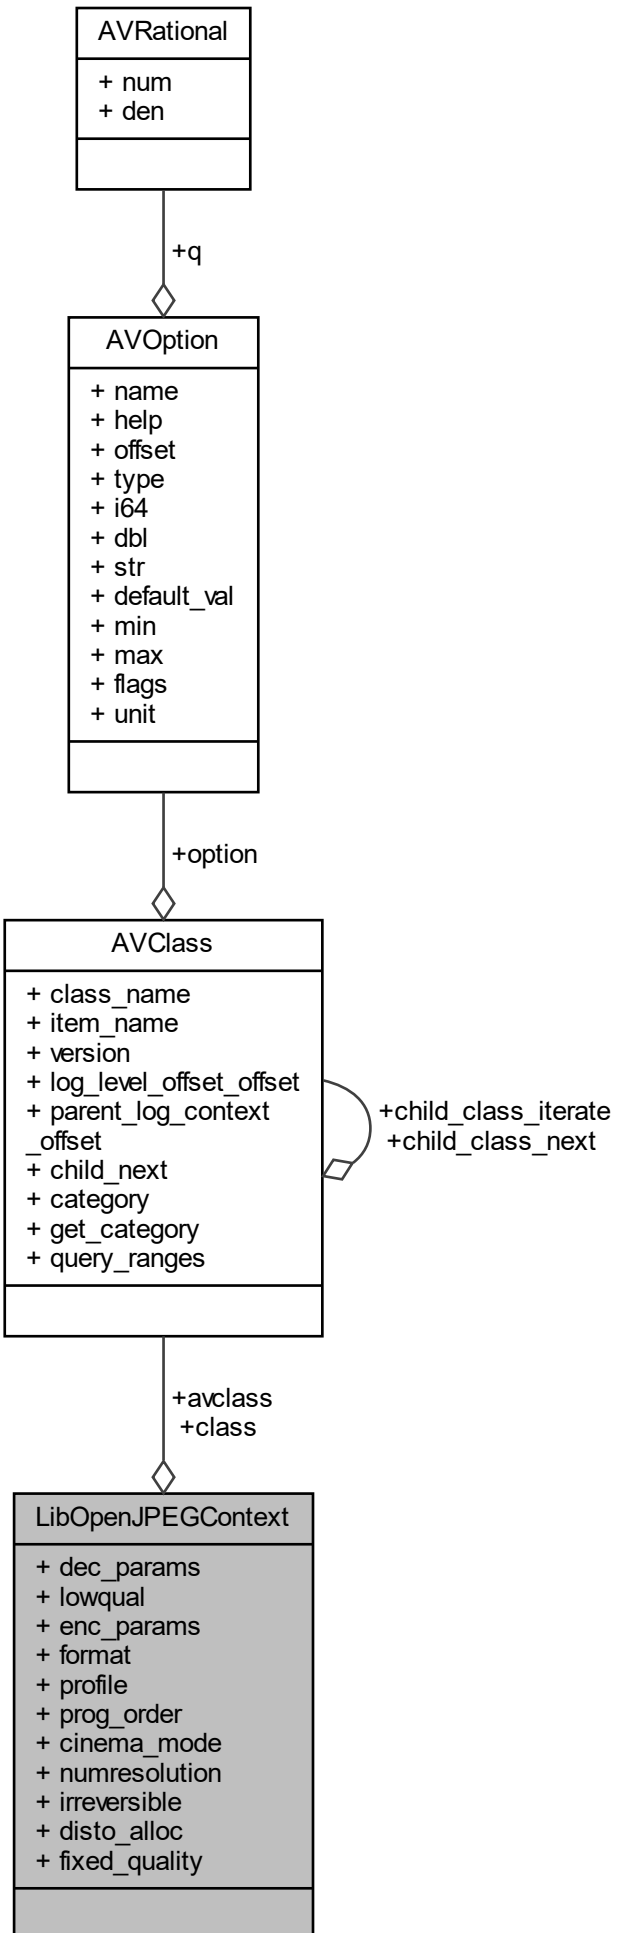 AVRational
+ num
+ den
+q
AVOption
+ name
+ help
+ offset
+ type
+ i64
+ dbl
+ str
+ default_val
+ min
+ max
+ flags
+ unit
+option
AVClass
+ class_name
+ item_name
+ version
+ log_level_offset_offset
+ parent_log_context
_offset
+ child_next
+ category
+ get_category
+ query_ranges
+child_class_iterate
+child_class_next
+avclass
+class
LibOpenJPEGContext
+ dec_params
+ lowqual
+ enc_params
+ format
+ profile
+ prog_order
+ cinema_mode
+ numresolution
+ irreversible
+ disto_alloc
+ fixed_quality